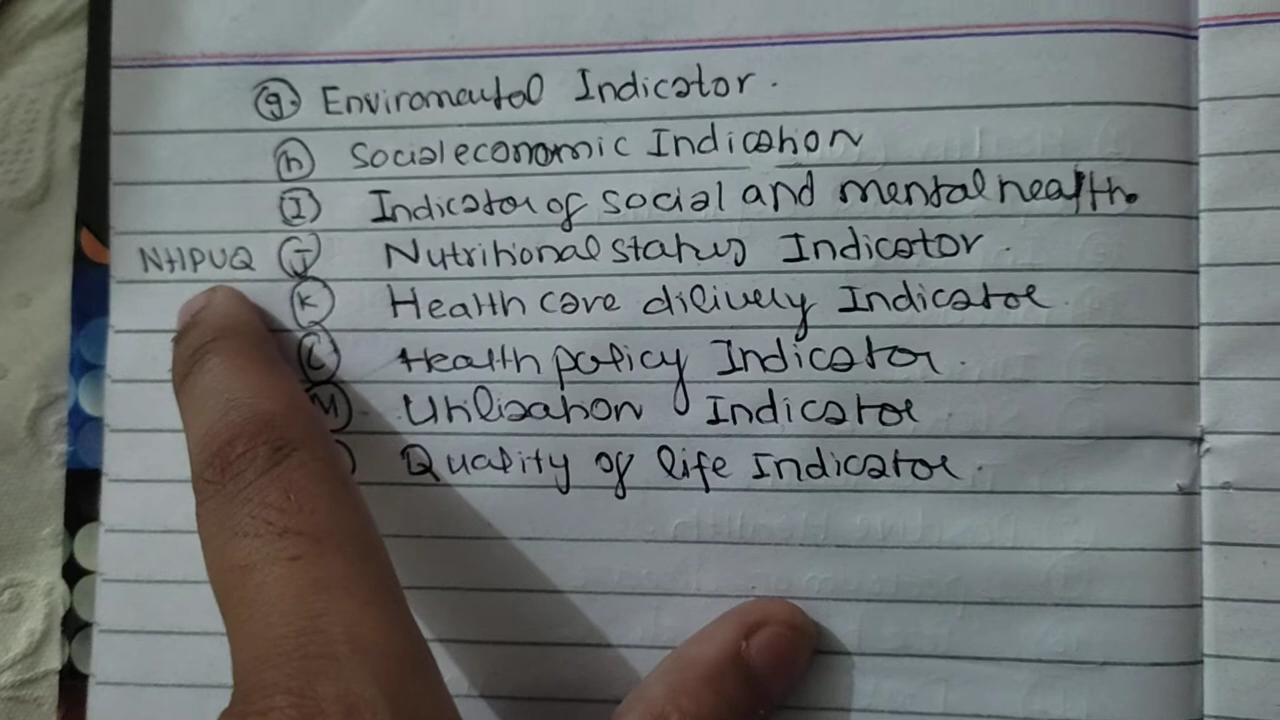 g. Enviromental Indicator.
h Socialeconomic Indication
I Indicator of social and mental health.
NHPUQ J Nutritional status Indicator.
K Health care dilivery Indicator.
L Health policy Indicator.
M Utilisation Indicator
Quality of life Indicator.